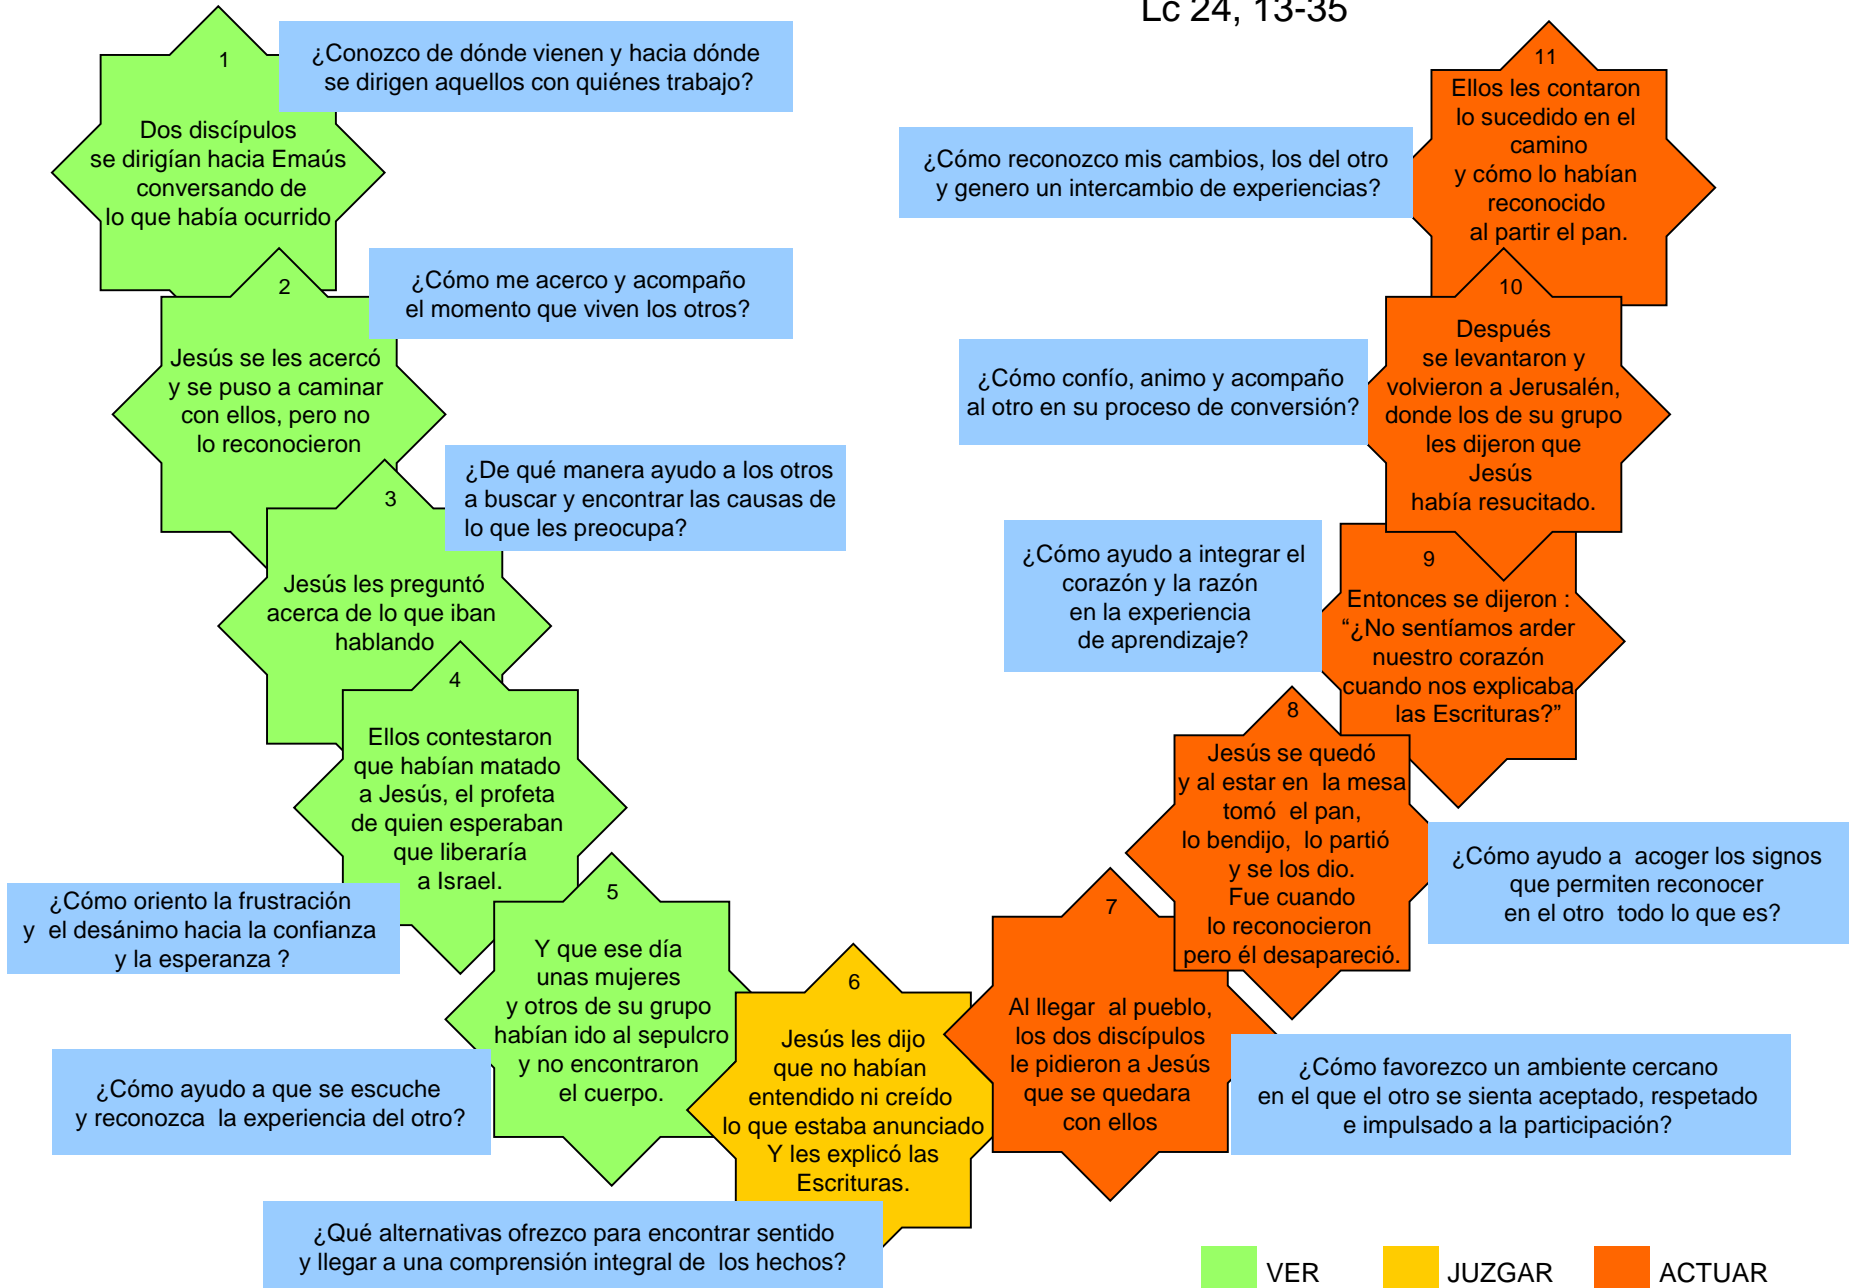 Lc 24, 13-35
1
Dos discípulos
se dirigían hacia Emaús
conversando de
lo que había ocurrido
¿Conozco de dónde vienen y hacia dónde
se dirigen aquellos con quiénes trabajo?
2
Jesús se les acercó
y se puso a caminar
con ellos, pero no
lo reconocieron
¿Cómo me acerco y acompaño
el momento que viven los otros?
3
Jesús les preguntó
acerca de lo que iban
hablando
¿De qué manera ayudo a los otros
a buscar y encontrar las causas de
lo que les preocupa?
4
Ellos contestaron
que habían matado
a Jesús, el profeta
de quien esperaban
que liberaría
a Israel.
¿Cómo oriento la frustración
y el desánimo hacia la confianza
y la esperanza ?
5
Y que ese día
unas mujeres
y otros de su grupo
habían ido al sepulcro
y no encontraron
el cuerpo.
¿Cómo ayudo a que se escuche
y reconozca la experiencia del otro?
6
Jesús les dijo
que no habían
entendido ni creído
lo que estaba anunciado
Y les explicó las
Escrituras.
¿Qué alternativas ofrezco para encontrar sentido
y llegar a una comprensión integral de los hechos?
7
Al llegar al pueblo,
los dos discípulos
le pidieron a Jesús
que se quedara
con ellos
¿Cómo favorezco un ambiente cercano
en el que el otro se sienta aceptado, respetado
e impulsado a la participación?
8
Jesús se quedó
y al estar en la mesa
tomó el pan,
lo bendijo, lo partió
y se los dio.
Fue cuando
lo reconocieron
pero él desapareció.
¿Cómo ayudo a acoger los signos
que permiten reconocer
en el otro todo lo que es?
9
Entonces se dijeron :
“¿No sentíamos arder
nuestro corazón
cuando nos explicaba
las Escrituras?”
¿Cómo ayudo a integrar el
corazón y la razón
en la experiencia
de aprendizaje?
10
Después
se levantaron y
volvieron a Jerusalén,
donde los de su grupo
les dijeron que
Jesús
había resucitado.
¿Cómo confío, animo y acompaño
al otro en su proceso de conversión?
11
Ellos les contaron
lo sucedido en el
camino
y cómo lo habían
reconocido
al partir el pan.
¿Cómo reconozco mis cambios, los del otro
y genero un intercambio de experiencias?
VER
JUZGAR
ACTUAR